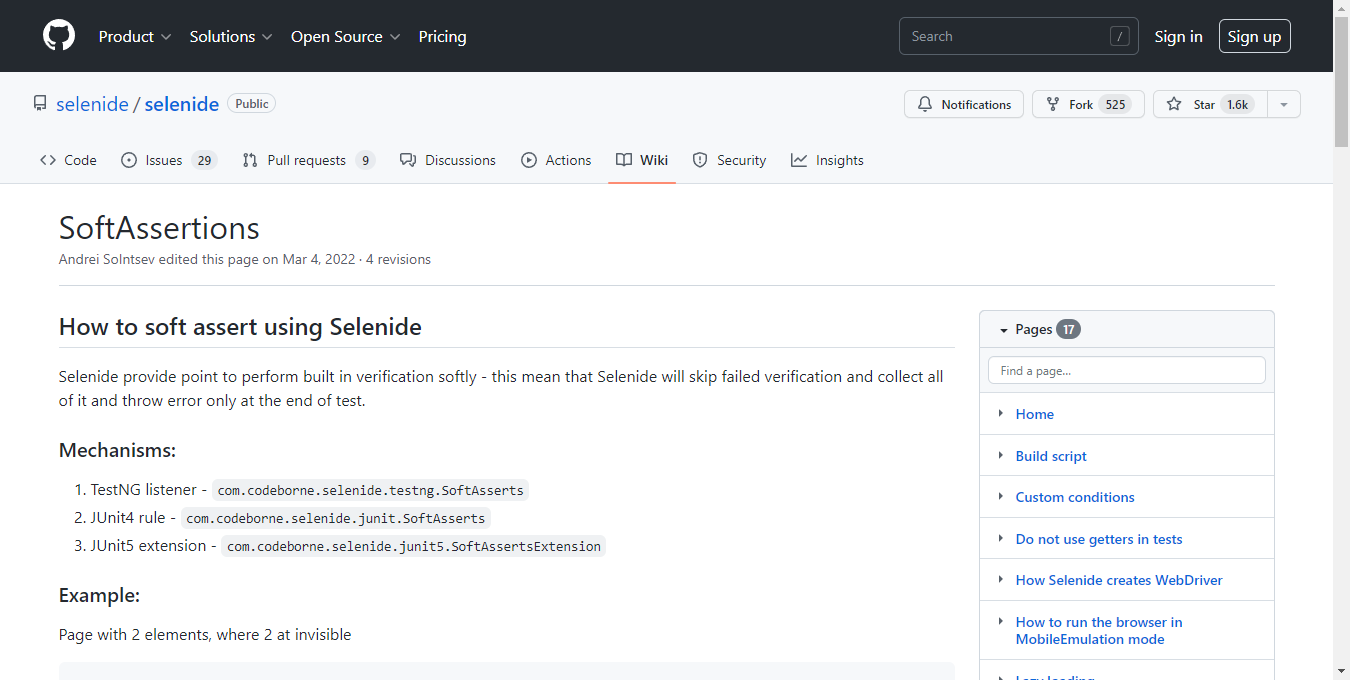 Product Solutions Open Source Pricing Search / Sign in Sign up
selenide / selenide Public Notifications Fork 525 Star 1.6k
Code Issues 29 Pull requests 9 Discussions Actions Wiki Security Insights
SoftAssertions
Andrei Solntsev edited this page on Mar 4, 2022 · 4 revisions
How to soft assert using Selenide
Selenide provide point to perform built in verification softly - this mean that Selenide will skip failed verification and collect all
of it and throw error only at the end of test.
Mechanisms:
1. TestNG listener - com.codeborne.selenide.testng.SoftAsserts
2. JUnit4 rule - com.codeborne.selenide.junit.SoftAsserts
3. JUnit5 extension - com.codeborne.selenide.junit5.SoftAssertsExtension
Example:
Page with 2 elements, where 2 at invisible
Pages 17
Find a page...
Home
Build script
Custom conditions
Do not use getters in tests
How Selenide creates WebDriver
How to run the browser in
MobileEmulation mode
Lazy loading